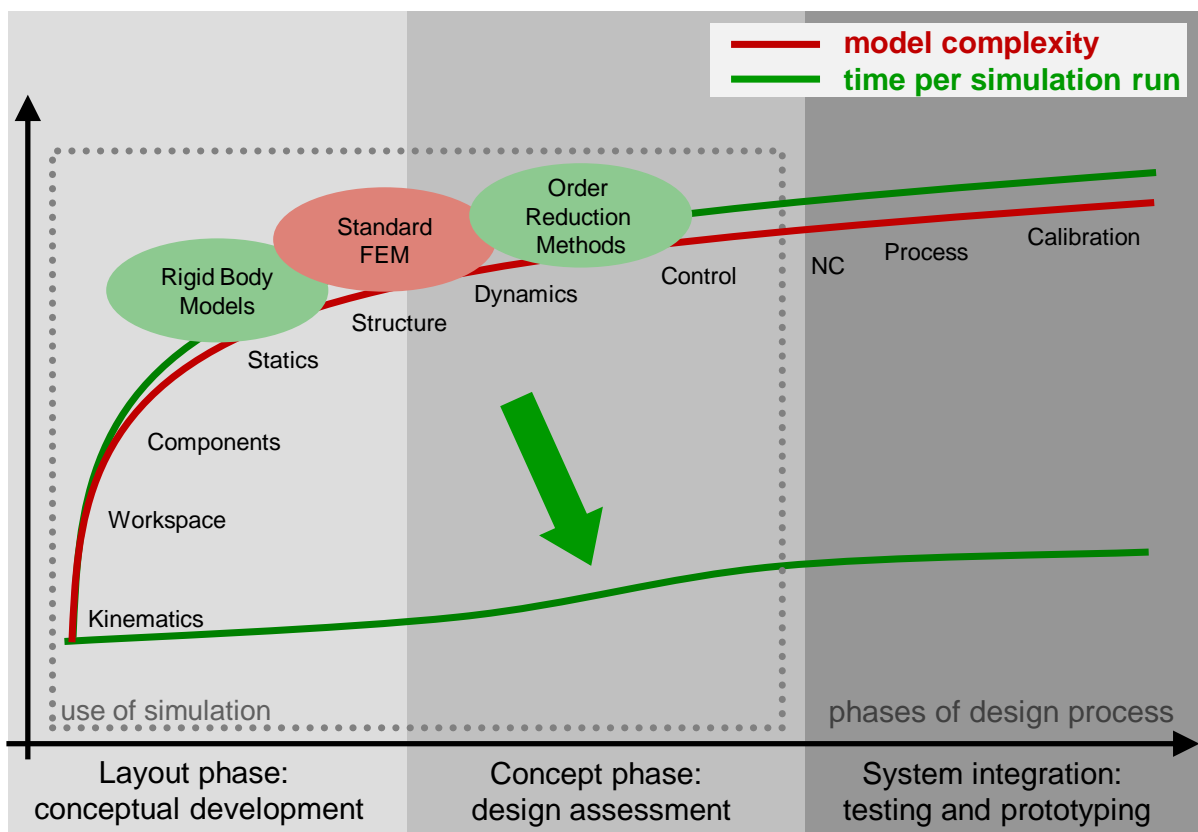 model complexity
time per simulation run
Order
Reduction
Methods
Standard
FEM
Rigid Body
Models
Calibration
Process
NC
Control
Dynamics
Structure
Statics
Components
Workspace
Kinematics
use of simulation
phases of design process
Layout phase:
conceptual development
Concept phase:
design assessment
System integration:
testing and prototyping